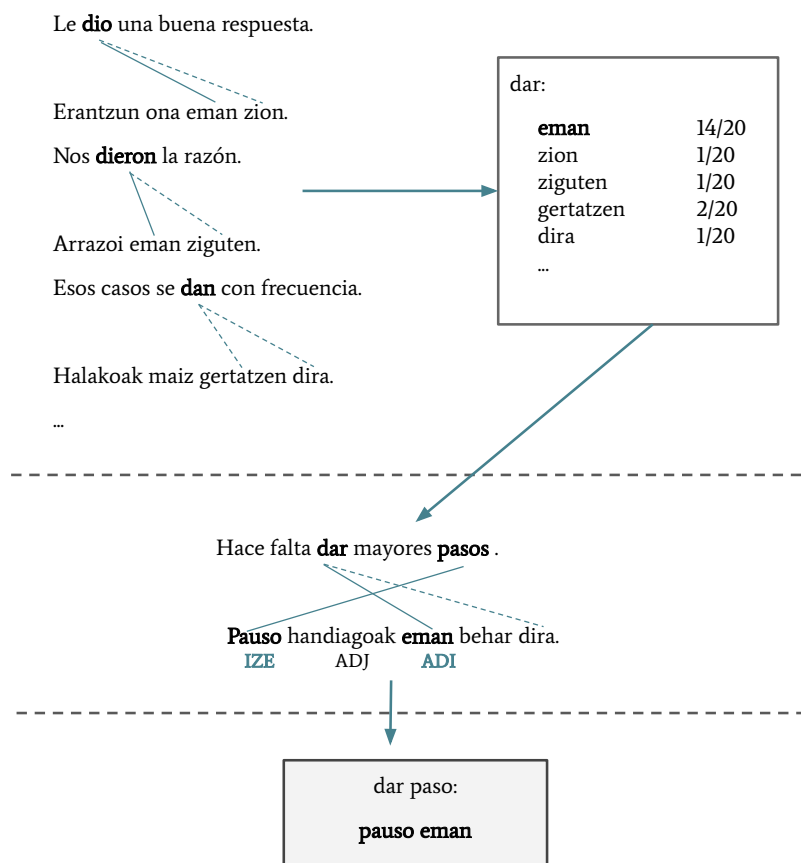 Le dio una buena respuesta.
Erantzun ona eman zion.
Nos dieron la razón.
Arrazoi eman ziguten.
Esos casos se dan con frecuencia.
Halakoak maiz gertatzen dira.
...
dar:
eman 14/20
zion 1/20
ziguten 1/20
gertatzen 2/20
dira 1/20
...
Hace falta dar mayores pasos .
Pauso handiagoak eman behar dira.
IZE ADJ ADI
dar paso:
pauso eman